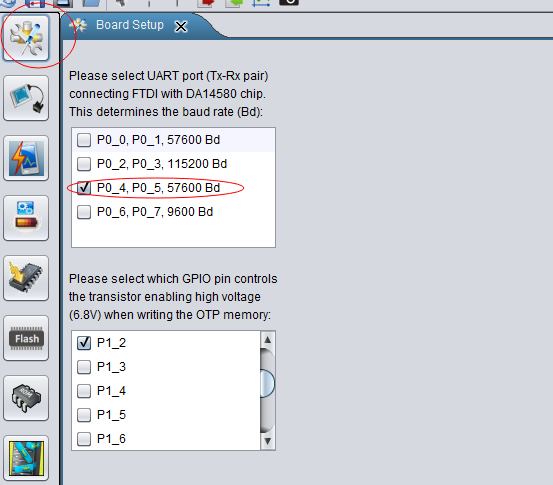 Board Setup
Please select UART port (Tx-Rx pair)
connecting FTDI with DA14580 chip.
This determines the baud rate (Bd):
P0_0, P0_1, 57600 Bd
P0_2, P0_3, 115200 Bd
P0_4, P0_5, 57600 Bd
P0_6, P0_7, 9600 Bd
Please select which GPIO pin controls
the transistor enabling high voltage
(6.8V) when writing the OTP memory:
P1_2
P1_3
P1_4
P1_5
P1_6
Flash